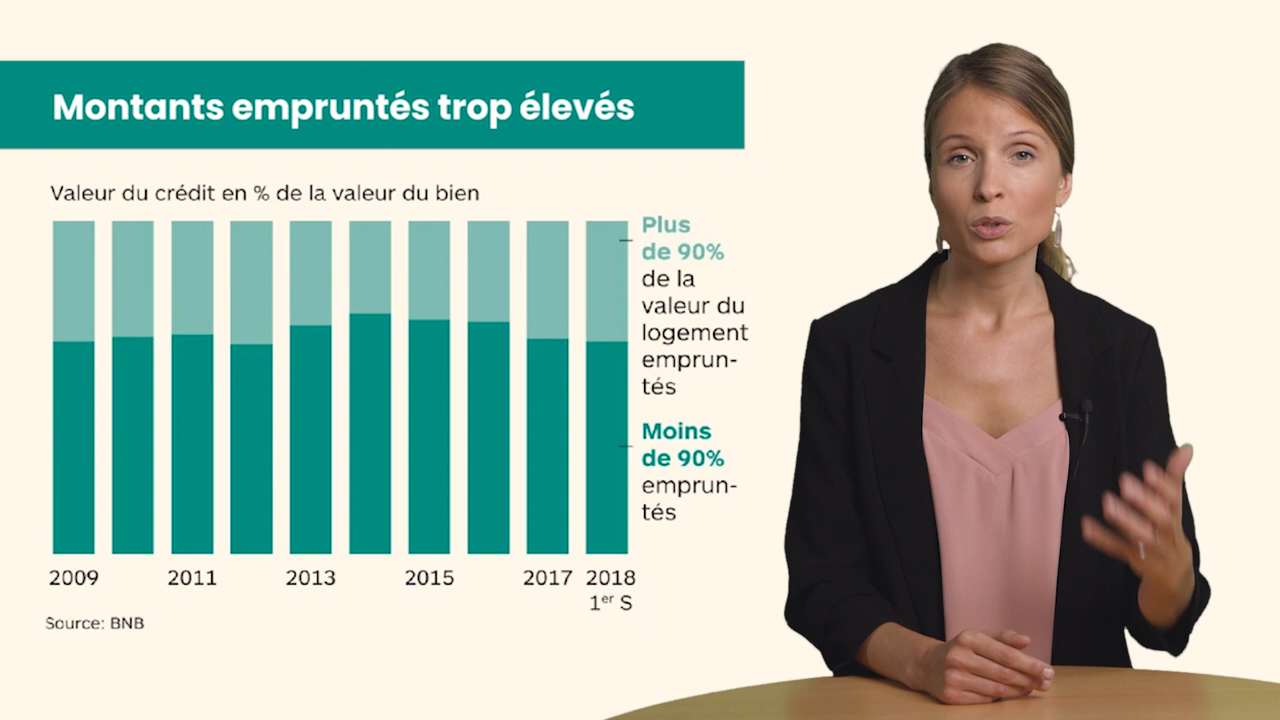 Montants empruntés trop élevés
Valeur du crédit en % de la valeur du bien
Plus
de 90%
de la
valeur du
logement
emprun-
tés
Moins
de 90%
emprun-
tés
2009 2011 2013 2015 2017 2018
1er S
Source: BNB